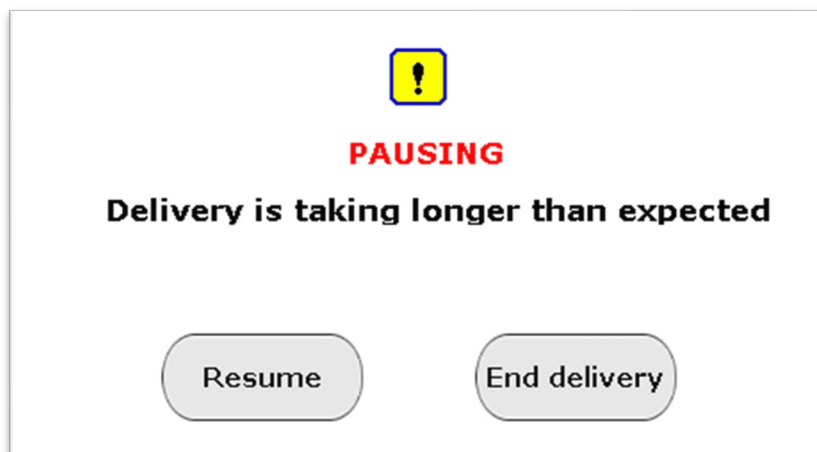 !
PAUSING
Delivery is taking longer than expected
Resume
End delivery